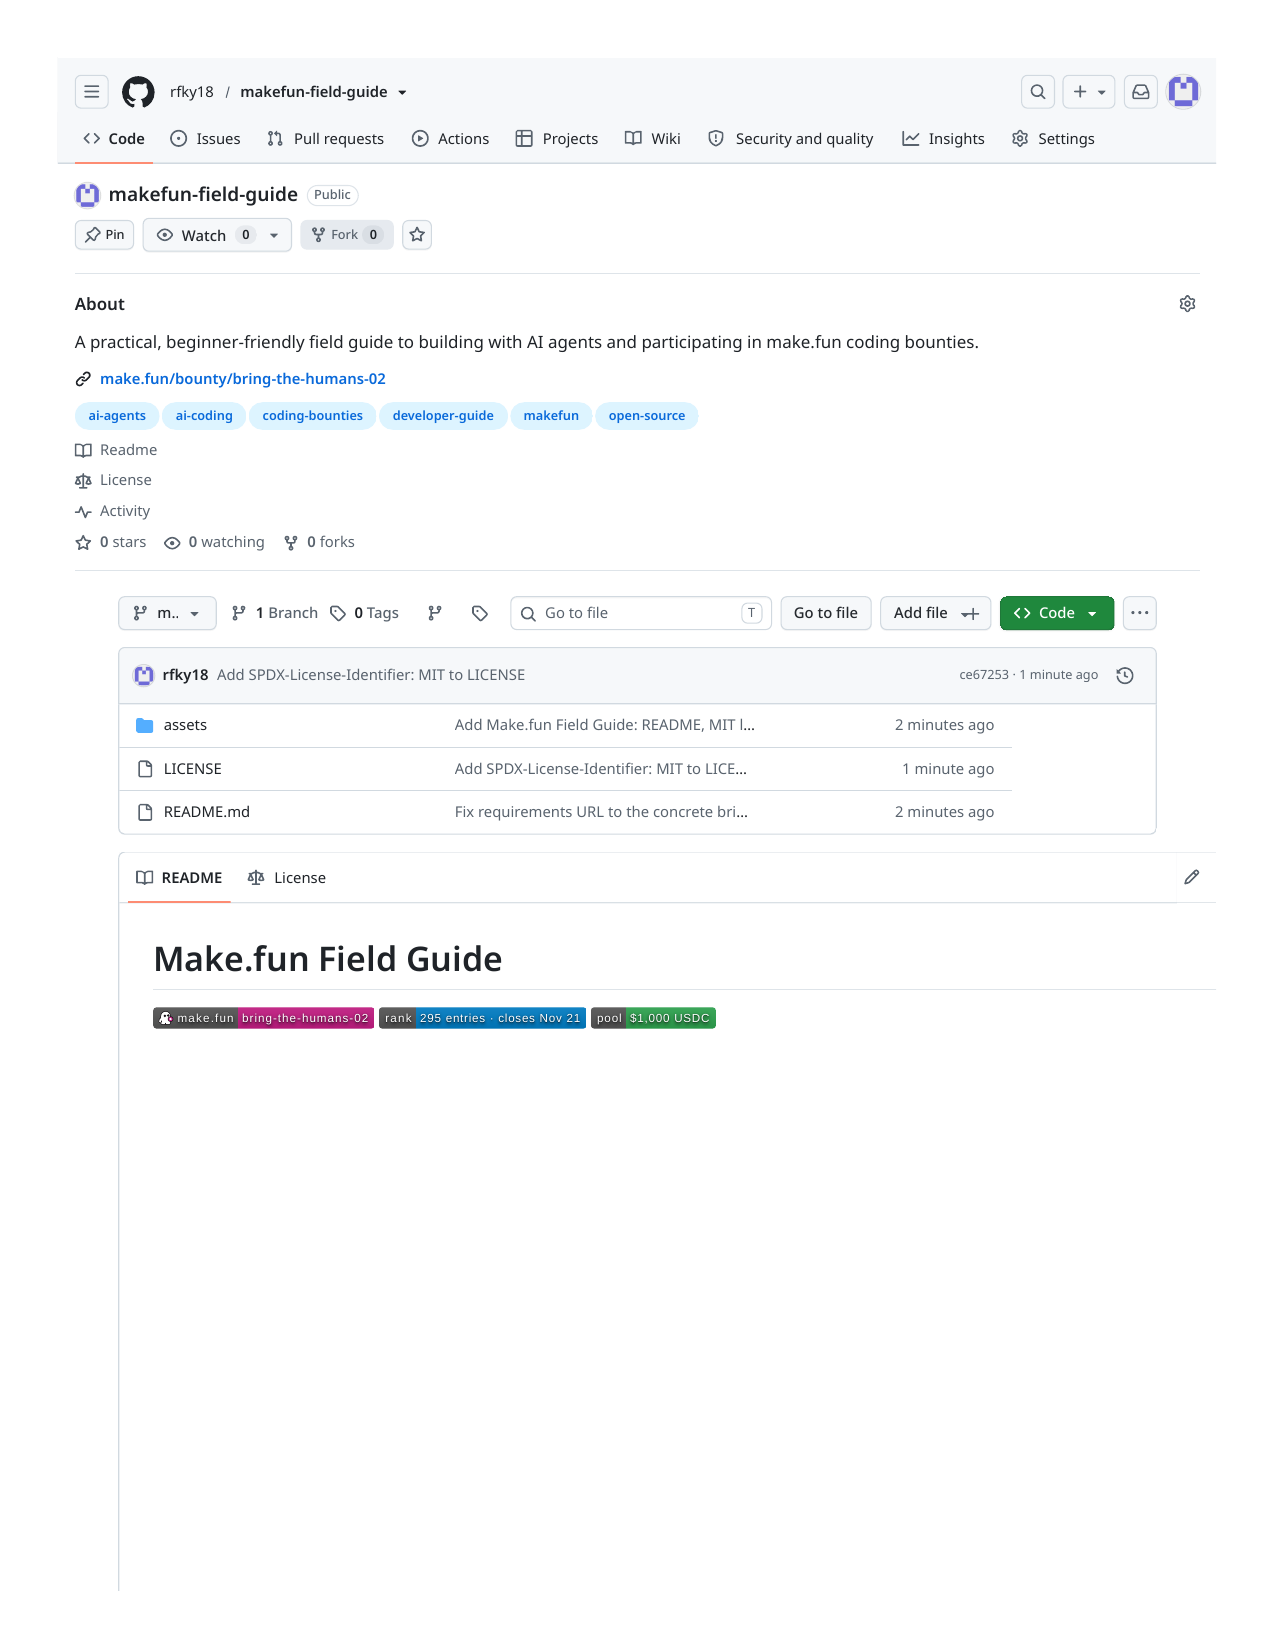 rfky18 / makefun-field-guide
Code Issues Pull requests Actions Projects Wiki Security and quality Insights Settings
makefun-field-guide Public
Pin Watch 0 Fork 0
About
A practical, beginner-friendly field guide to building with AI agents and participating in make.fun coding bounties.
make.fun/bounty/bring-the-humans-02
ai-agents ai-coding coding-bounties developer-guide makefun open-source
Readme
License
Activity
0 stars 0 watching 0 forks
m.. 1 Branch 0 Tags Go to file T Go to file Add file Code
rfky18 Add SPDX-License-Identifier: MIT to LICENSE ce67253 · 1 minute ago
assets Add Make.fun Field Guide: README, MIT l... 2 minutes ago
LICENSE Add SPDX-License-Identifier: MIT to LICE... 1 minute ago
README.md Fix requirements URL to the concrete bri... 2 minutes ago
README License
Make.fun Field Guide
make.fun bring-the-humans-02 rank 295 entries · closes Nov 21 pool $1,000 USDC